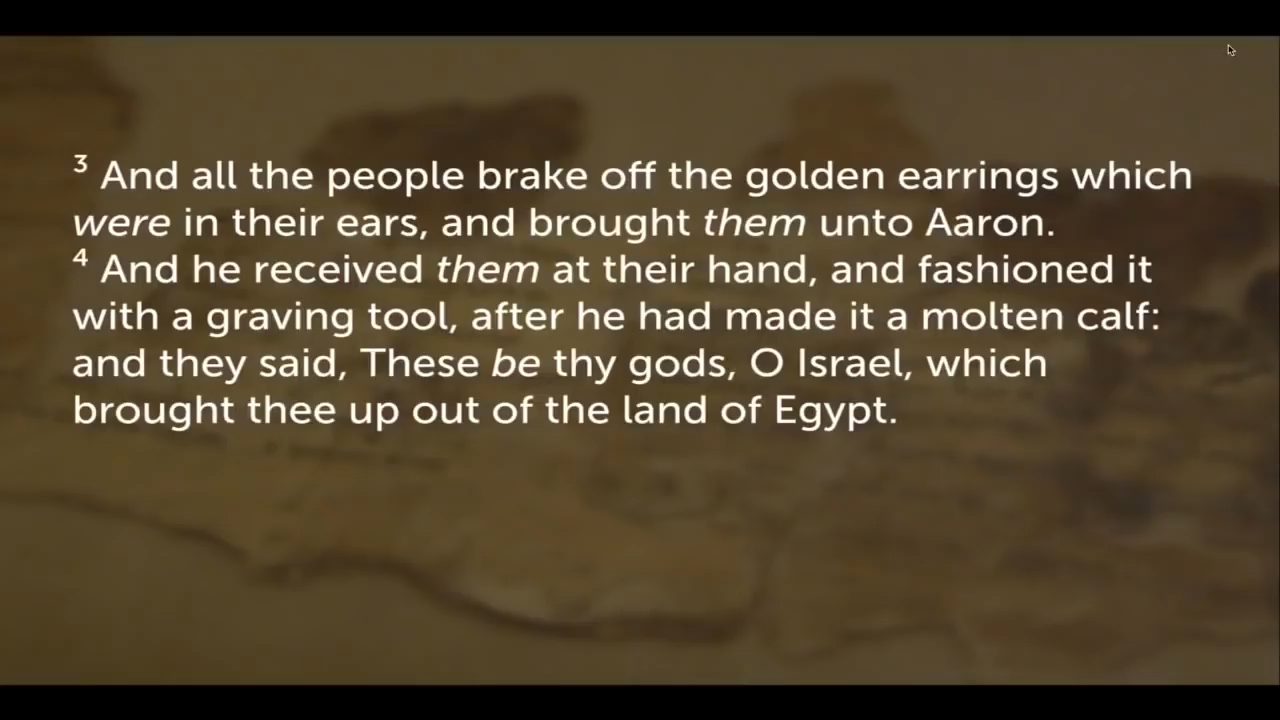 3 And all the people brake off the golden earrings which
were in their ears, and brought them unto Aaron.
4 And he received them at their hand, and fashioned it
with a graving tool, after he had made it a molten calf:
and they said, These be thy gods, O Israel, which
brought thee up out of the land of Egypt.